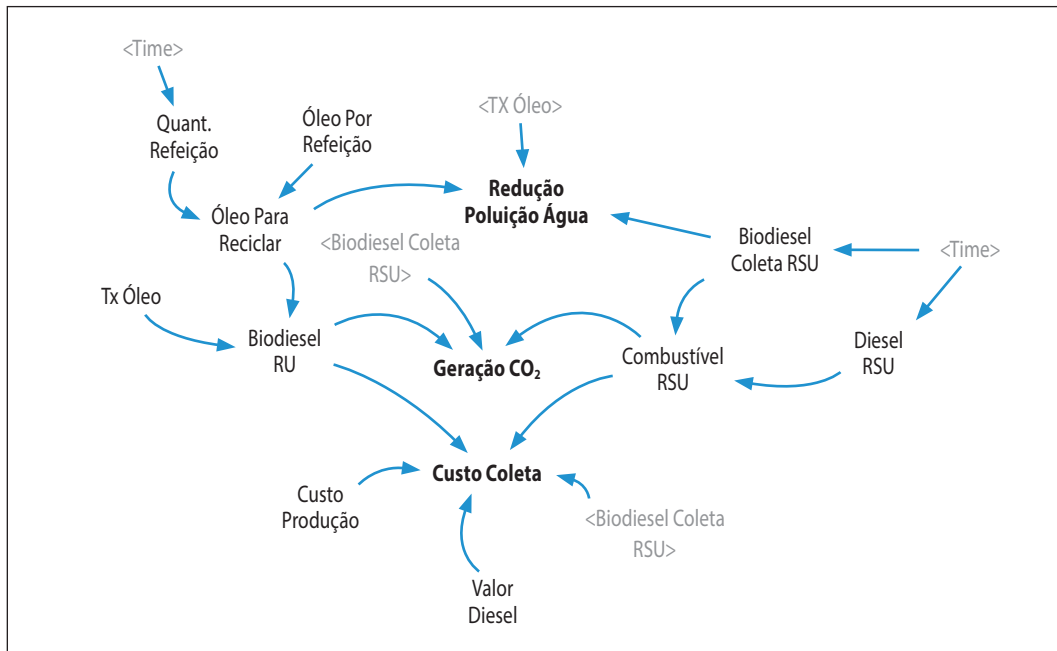 <Time>
Quant.
Refeição
Óleo Por
Refeição
<TX Óleo>
Redução
Poluição Água
Óleo Para
Reciclar
<Biodiesel Coleta
RSU>
Biodiesel
Coleta RSU
<Time>
Tx Óleo
Biodiesel
RU
Geração CO₂
Combustível
RSU
Diesel
RSU
Custo Coleta
Custo
Produção
<Biodiesel Coleta
RSU>
Valor
Diesel